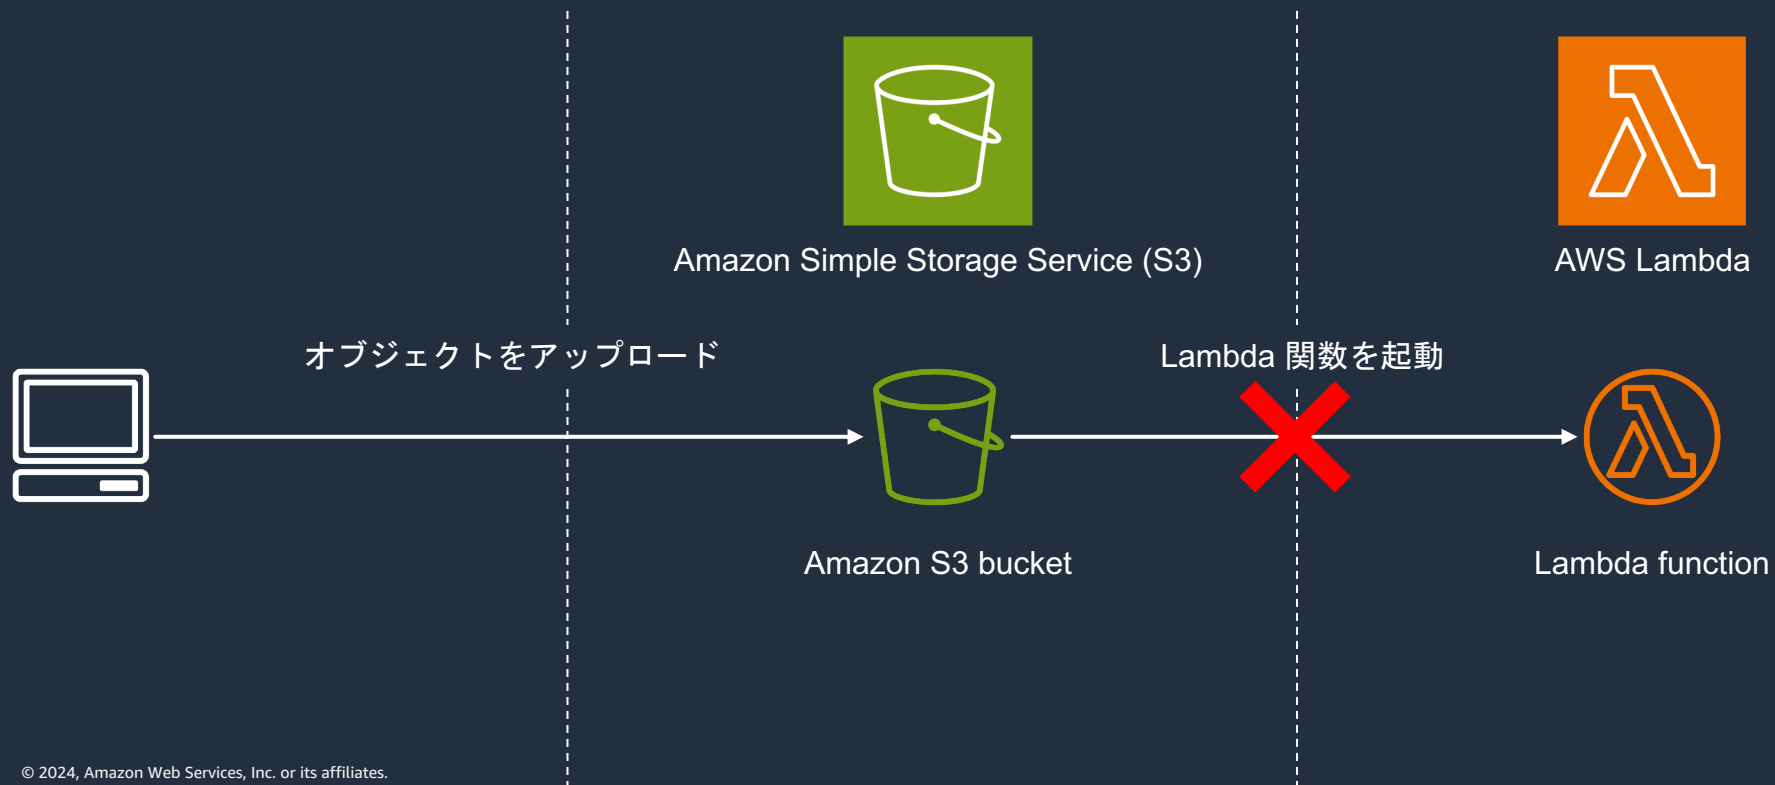 Amazon Simple Storage Service (S3)
AWS Lambda
オブジェクトをアップロード
Lambda 関数を起動
Amazon S3 bucket
Lambda function
© 2024, Amazon Web Services, Inc. or its affiliates.